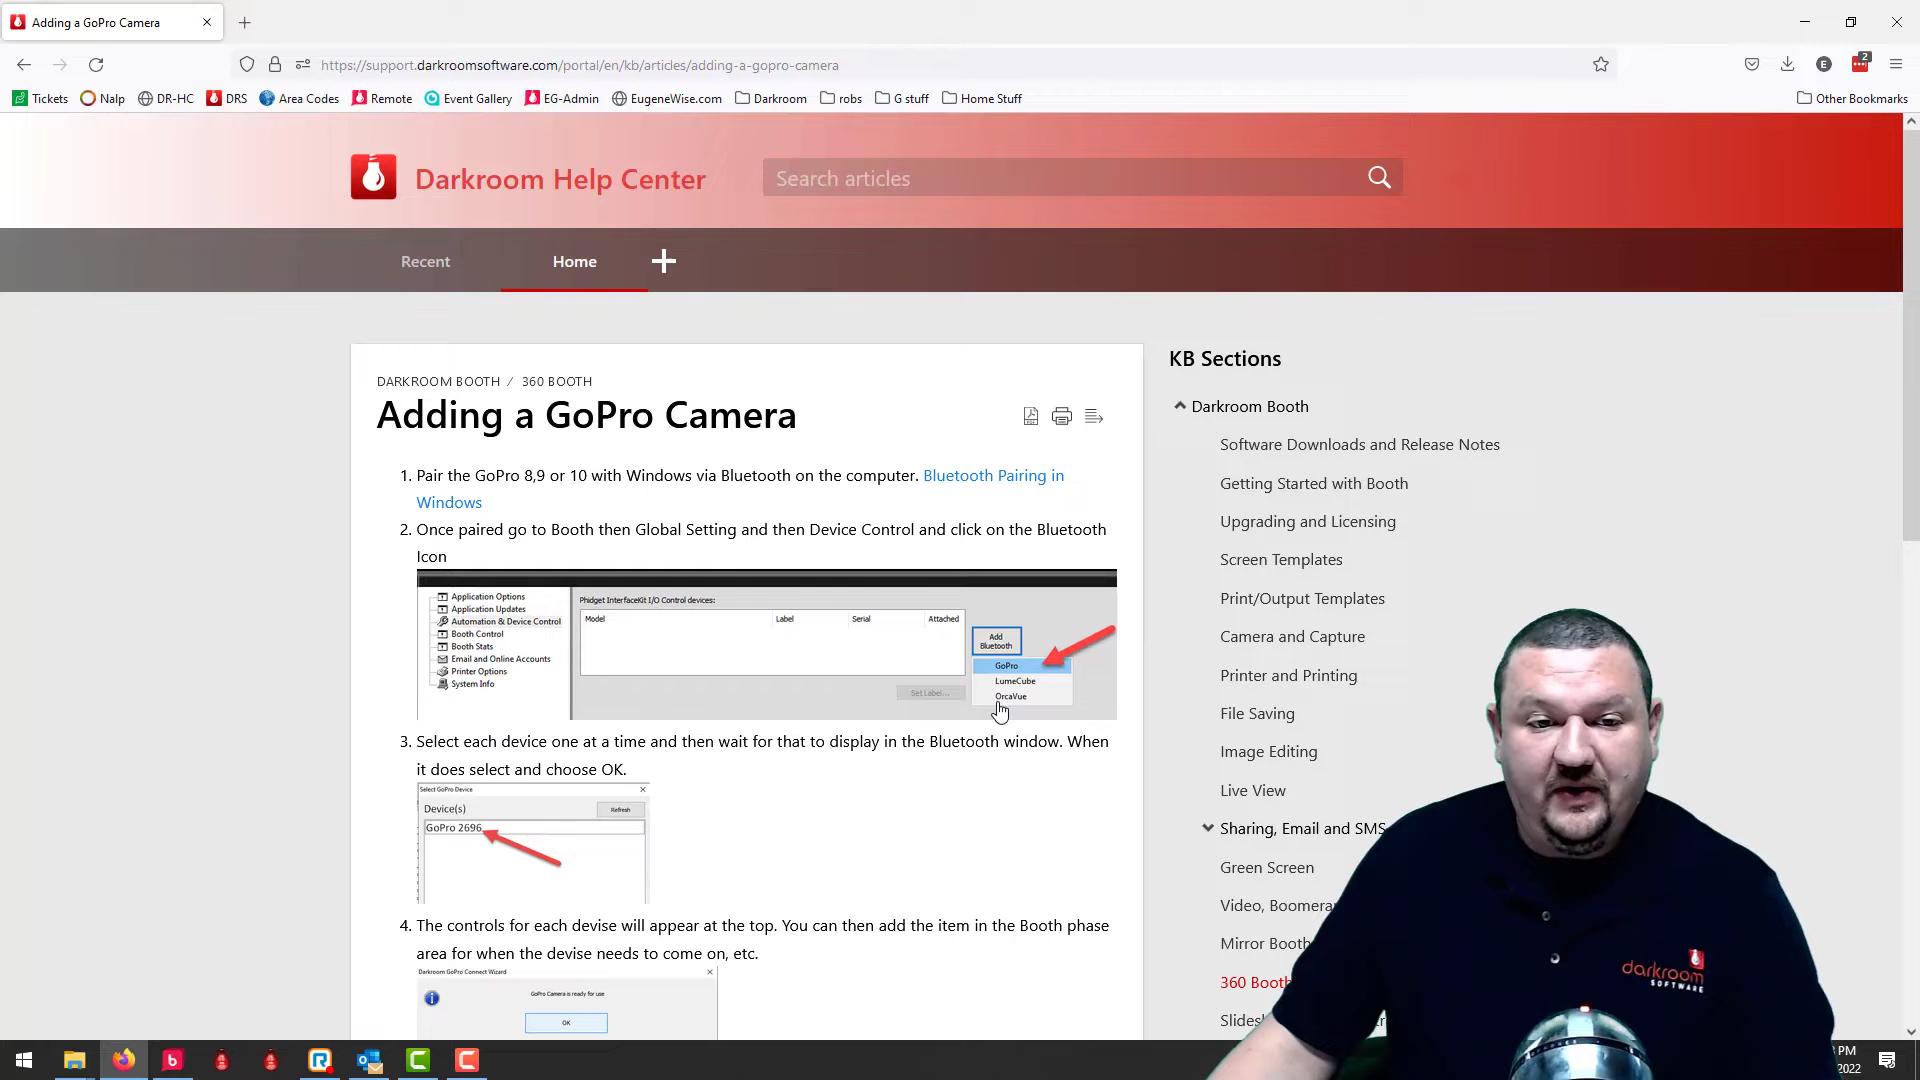 Adding a GoPro Camera
https://support.darkroomsoftware.com/portal/en/kb/articles/adding-a-gopro-camera
E
2
Tickets
Nalp
DR-HC
DRS
Area Codes
Remote
Event Gallery
EG-Admin
EugeneWise.com
Darkroom
robs
G stuff
Home Stuff
Other Bookmarks
Darkroom Help Center
Search articles
Recent
Home
DARKROOM BOOTH / 360 BOOTH
Adding a GoPro Camera
1. Pair the GoPro 8,9 or 10 with Windows via Bluetooth on the computer. Bluetooth Pairing in
Windows
2. Once paired go to Booth then Global Setting and then Device Control and click on the Bluetooth
Icon
Application Options
Application Updates
Automation & Device Control
Booth Control
Booth Stats
Email and Online Accounts
Printer Options
System Info
Phidget InterfaceKit I/O Control devices:
Model Label Serial Attached
Add
Bluetooth
GoPro
LumeCube
OrcaVue
Set Label...
3. Select each device one at a time and then wait for that to display in the Bluetooth window. When
it does select and choose OK.
Select GoPro Device
Device(s)
Refresh
GoPro 2696
4. The controls for each devise will appear at the top. You can then add the item in the Booth phase
area for when the devise needs to come on, etc.
Darkroom GoPro Connect Wizard
GoPro Camera is ready for use
OK
KB Sections
Darkroom Booth
Software Downloads and Release Notes
Getting Started with Booth
Upgrading and Licensing
Screen Templates
Print/Output Templates
Camera and Capture
Printer and Printing
File Saving
Image Editing
Live View
Sharing, Email and SMS
Green Screen
Video, Boomera
Mirror Booth
360 Booth
Slides
darkroom
SOFTWARE
PM
2022